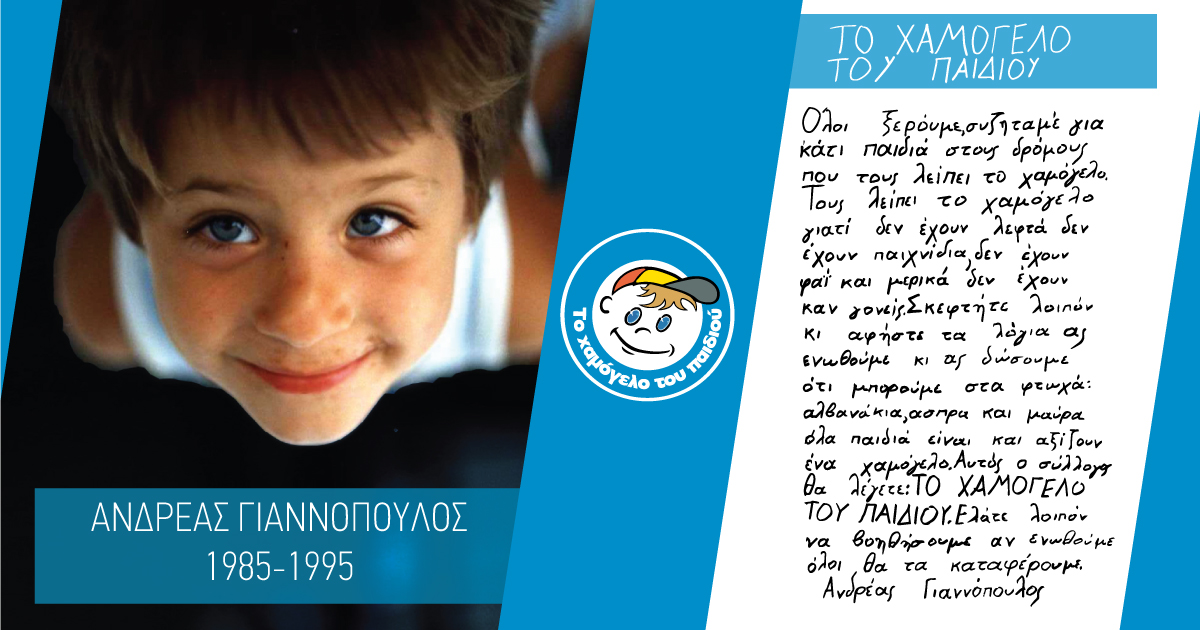 ΑΝΔΡΕΑΣ ΓΙΑΝΝΟΠΟΥΛΟΣ
1985-1995
Το χαμόγελο του παιδιού
ΤΟ ΧΑΜΟΓΕΛΟ
ΤΟΥ ΠΑΙΔΙΟΥ
Όλοι ξερόυμε,συζηταμέ για
κάτι παιδιά στους δρόμους
που τους λείπει το χαμόγελο.
Τους λείπει το χαμόγελο
γιατί δεν έχουν λεφτά δεν
έχουν παιχνίδια,δεν έχουν
φαΐ και μερικά δεν έχουν
καν γονείς.Σκεφτήτε λοιπόν
κι αφήστε τα λόγια ας
ενωθούμε κι ας δώσουμε
ότι μπορούμε στα φτωχά:
αλβανάκια,ασπρα και μαύρα
όλα παιδιά είναι και αξίζουν
ένα χαμόγελο.Αυτός ο σύλλογος
θα λέγετε:ΤΟ ΧΑΜΟΓΕΛΟ
ΤΟΥ ΠΑΙΔΙΟΥ.Ελάτε λοιπόν
να βοηθήσουμε αν ενωθούμε
όλοι θα τα καταφέρουμε.
Ανδρέας Γιαννόπουλος